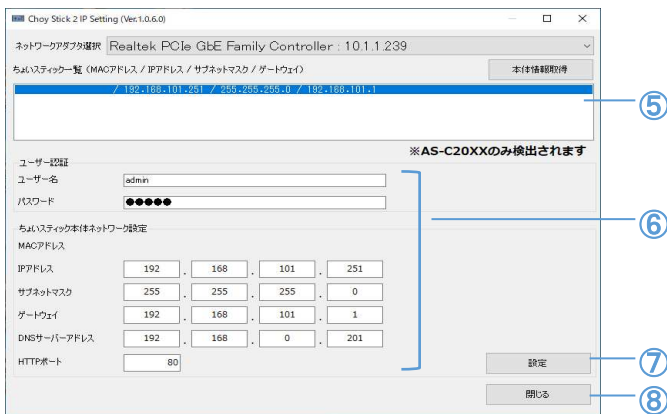 Choy Stick 2 IP Setting (Ver.1.0.6.0)
ネットワークアダプタ選択 Realtek PCIe GbE Family Controller : 10.1.1.239
ちょいスティック一覧 (MACアドレス / IPアドレス / サブネットマスク / ゲートウェイ) 本体情報取得
/ 192.168.101.251 / 255.255.255.0 / 192.168.101.1
⑤
※AS-C20XXのみ検出されます
ユーザー認証
ユーザー名 admin
パスワード ●●●●●
⑥
ちょいスティック本体ネットワーク設定
MACアドレス
IPアドレス 192 . 168 . 101 . 251
サブネットマスク 255 . 255 . 255 . 0
ゲートウェイ 192 . 168 . 101 . 1
DNSサーバーアドレス 192 . 168 . 0 . 201
HTTPポート 80
設定 ⑦
閉じる ⑧